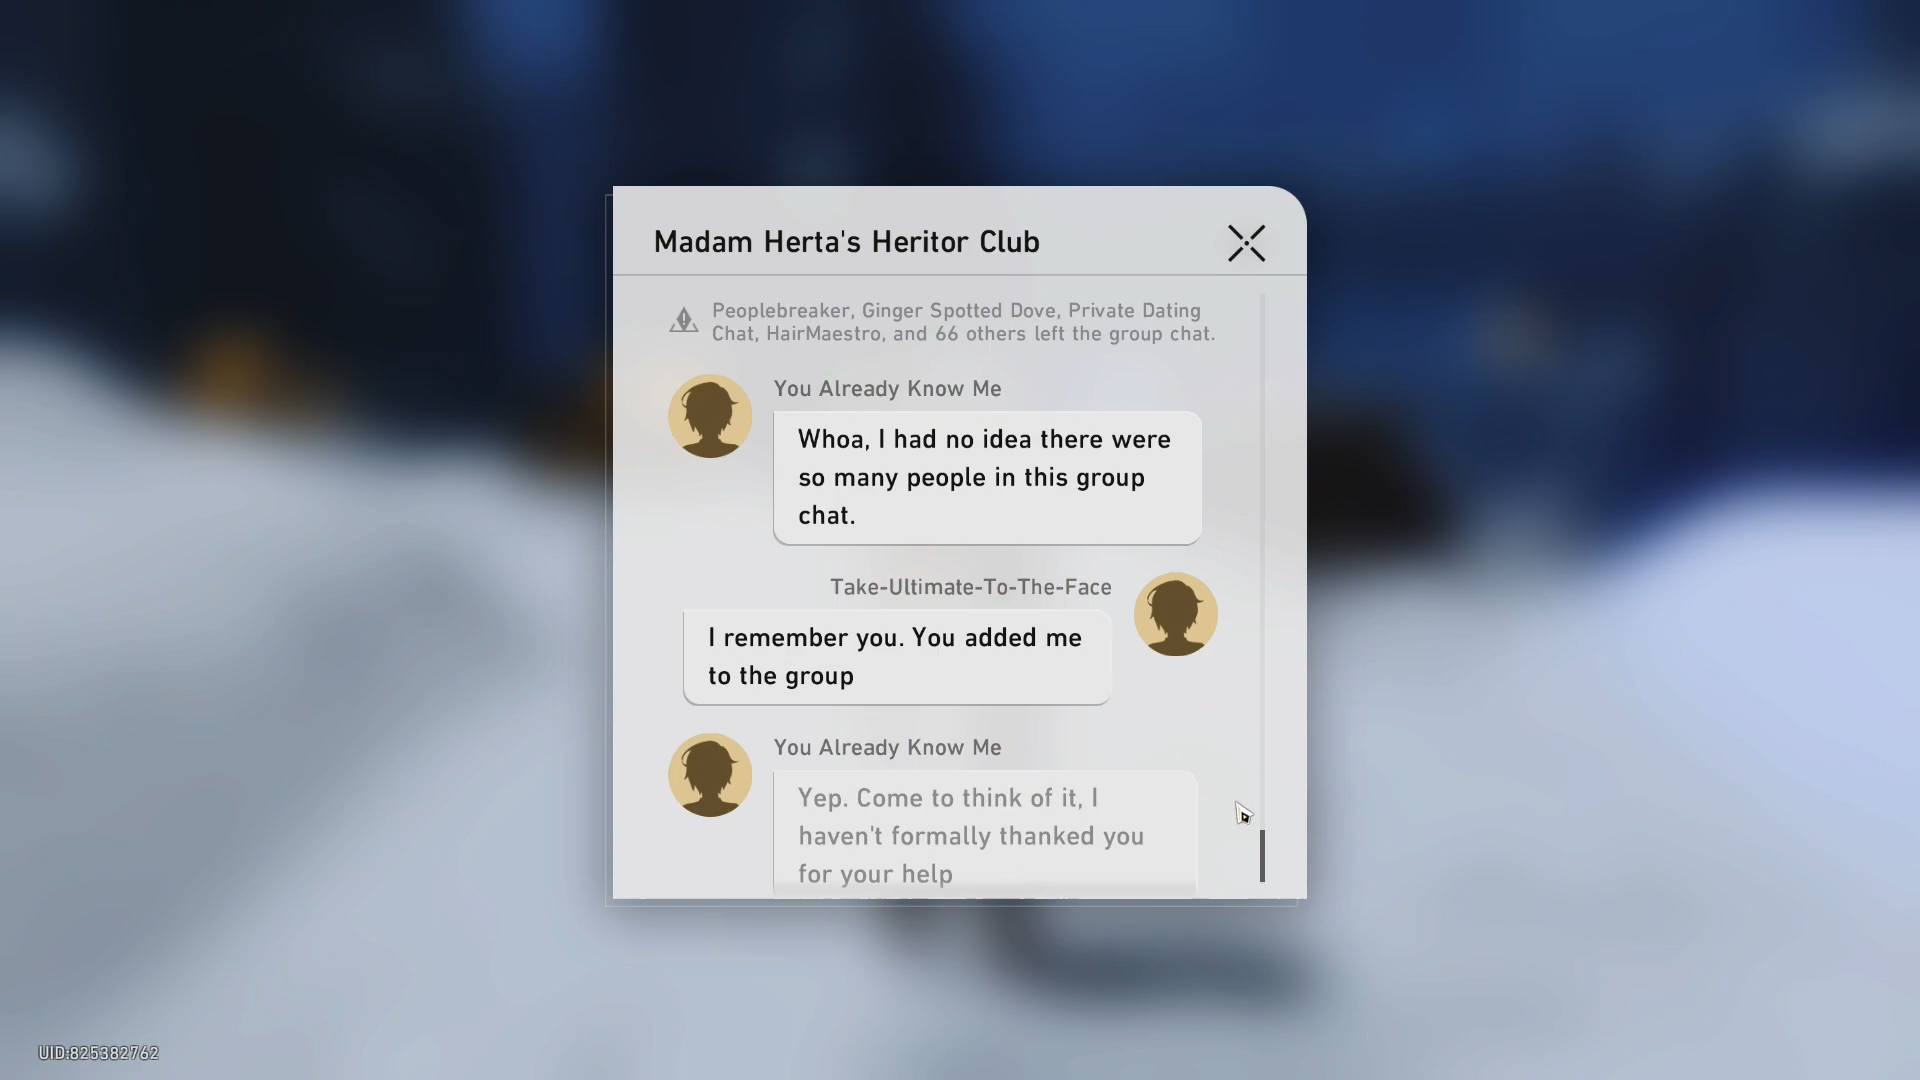 Madam Herta's Heritor Club
Peoplebreaker, Ginger Spotted Dove, Private Dating
Chat, HairMaestro, and 66 others left the group chat.
You Already Know Me
Whoa, I had no idea there were
so many people in this group
chat.
Take-Ultimate-To-The-Face
I remember you. You added me
to the group
You Already Know Me
Yep. Come to think of it, I
haven't formally thanked you
for your help
UID:825382762